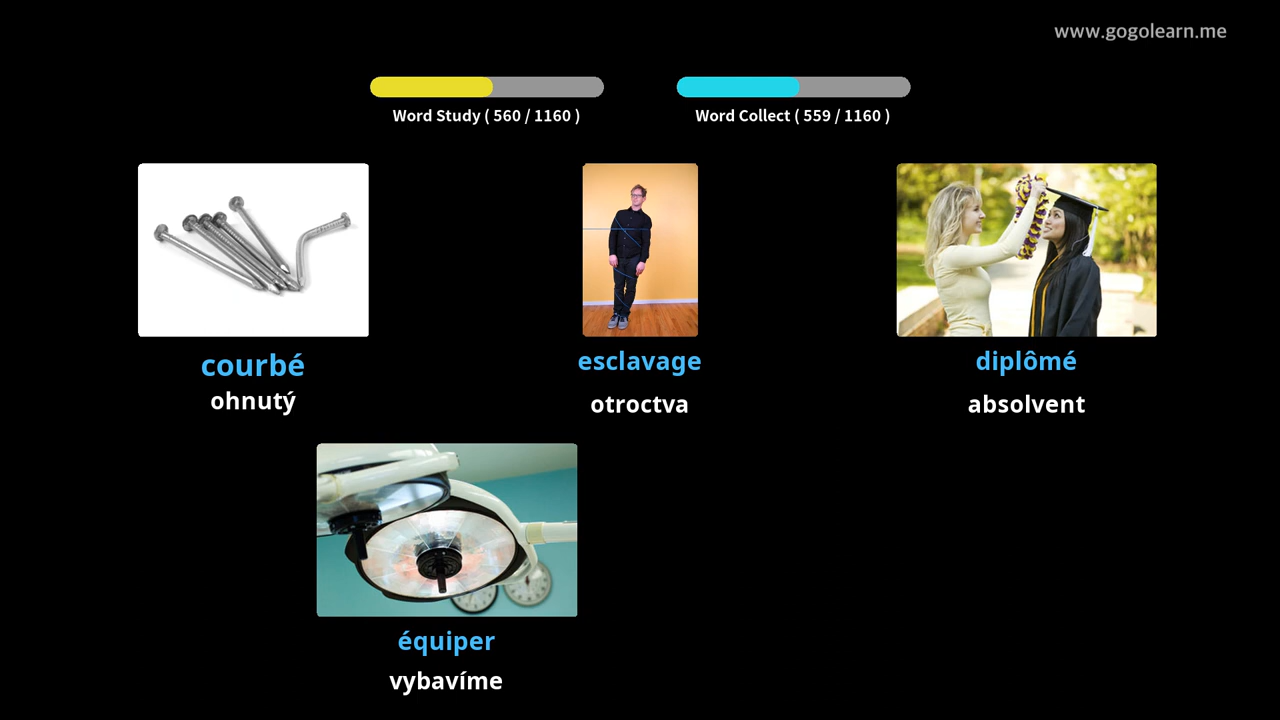 www.gogolearn.me
Word Study ( 560 / 1160 )
Word Collect ( 559 / 1160 )
courbé
ohnutý
esclavage
otroctva
diplômé
absolvent
équiper
vybavíme